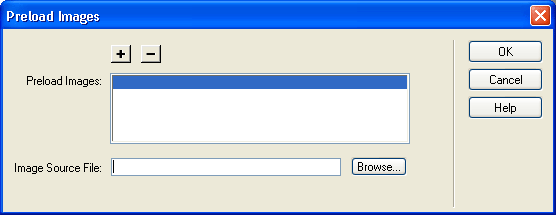 Preload Images
+ −
OK
Preload Images:
Cancel
Help
Image Source File:
Browse...